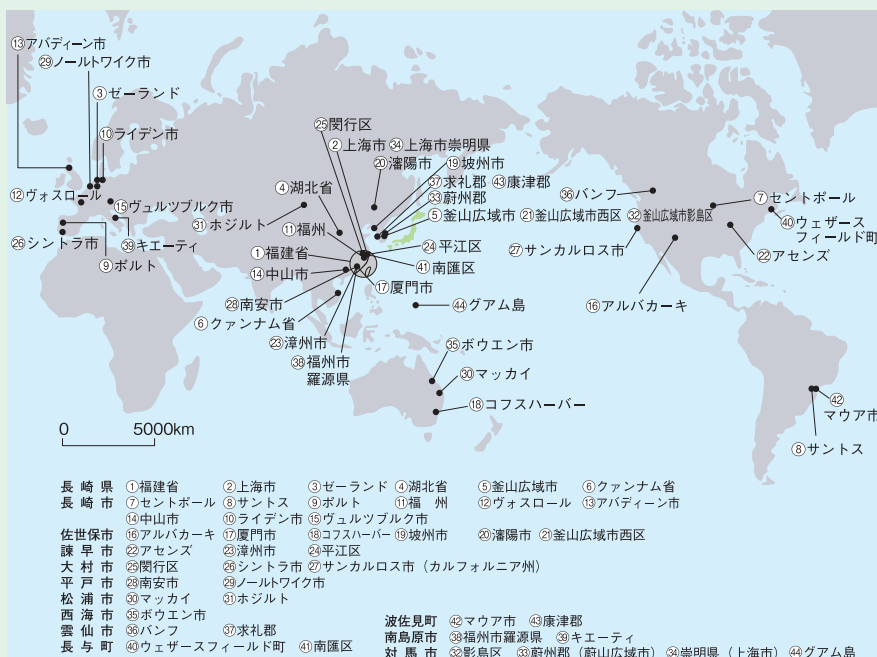 ⑬アバディーン市
㉙ノールトワイク市
③ゼーランド
⑩ライデン市
⑫ヴォスロール
⑮ヴュルツブルク市
㉖シントラ市
㊴キエーティ
⑨ポルト
㉕閔行区
②上海市 ㉞上海市崇明県
⑳瀋陽市 ⑲坡州市
④湖北省 ㊲求礼郡 ㊸康津郡
㉝蔚州郡
㉛ホジルト ⑪福州 ⑤釜山広域市 ㉑釜山広域市西区 ㉜釜山広域市影島区
①福建省 ㉔平江区
⑭中山市 ㊶南匯区
⑰厦門市
㉘南安市 ㊹グアム島
⑥クァンナム省
㉓漳州市
㊳福州市
羅源県
㉟ボウエン市
㉚マッカイ
⑱コフスハーバー
㊱バンフ
⑦セントポール
㊵ウェザース
フィールド町
㉗サンカルロス市
㉒アセンズ
⑯アルバカーキ
㊷
マウア市
⑧サントス
0 5000km
長崎県 ①福建省 ②上海市 ③ゼーランド ④湖北省 ⑤釜山広域市 ⑥クァンナム省
長崎市 ⑦セントポール ⑧サントス ⑨ポルト ⑪福 州 ⑫ヴォスロール ⑬アバディーン市
⑭中山市 ⑩ライデン市 ⑮ヴュルツブルク市
佐世保市 ⑯アルバカーキ ⑰厦門市 ⑱コフスハーバー ⑲坡州市 ⑳瀋陽市 ㉑釜山広域市西区
諫早市 ㉒アセンズ ㉓漳州市 ㉔平江区
大村市 ㉕閔行区 ㉖シントラ市 ㉗サンカルロス市（カルフォルニア州）
平戸市 ㉘南安市 ㉙ノールトワイク市
松浦市 ㉚マッカイ ㉛ホジルト
西海市 ㉟ボウエン市
雲仙市 ㊱バンフ ㊲求礼郡
長与町 ㊵ウェザースフィールド町 ㊶南匯区
波佐見町 ㊷マウア市 ㊸康津郡
南島原市 ㊳福州市羅源県 ㊴キエーティ
対馬市 ㉜影島区 ㉝蔚州郡（蔚山広域市） ㉞崇明県（上海市） ㊹グアム島